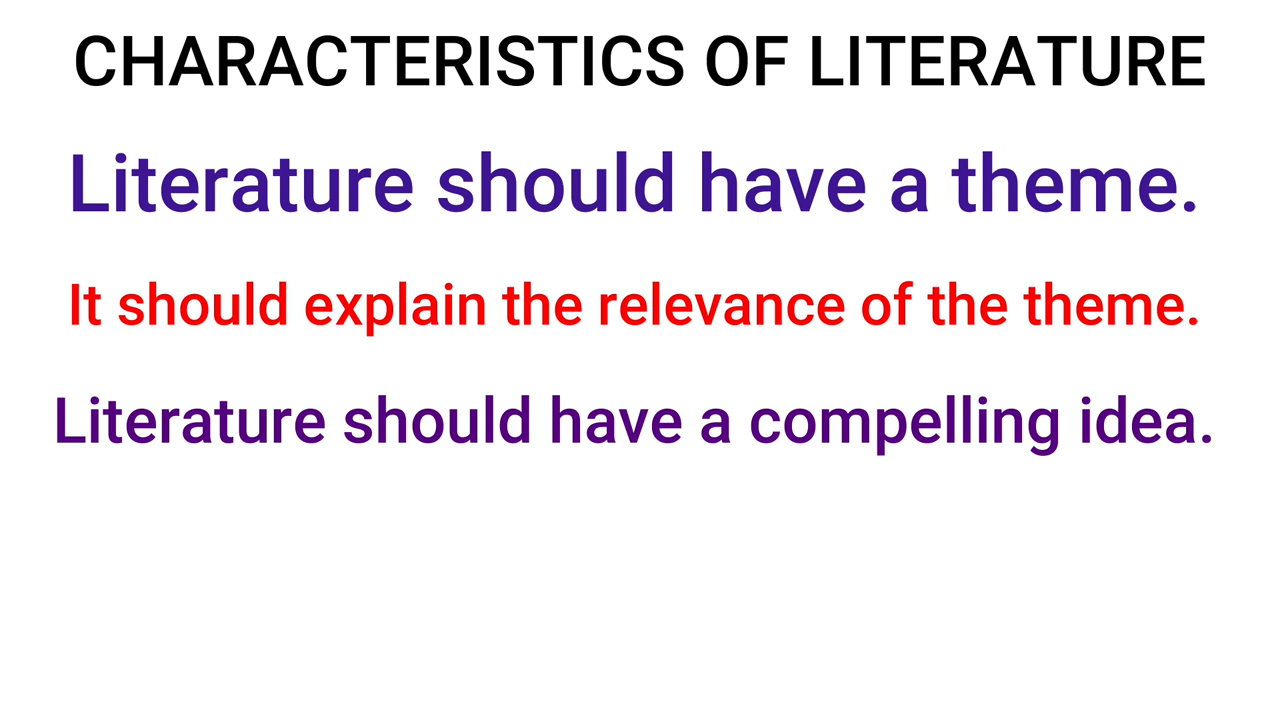 CHARACTERISTICS OF LITERATURE
Literature should have a theme.
It should explain the relevance of the theme.
Literature should have a compelling idea.